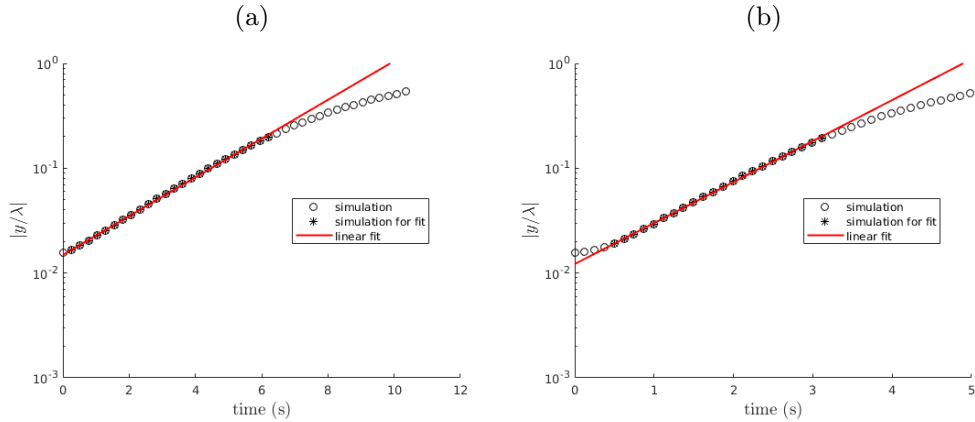 (a)
(b)
10^0
10^-1
10^-2
10^-3
|y/λ|
simulation
simulation for fit
linear fit
0 2 4 6 8 10 12
time (s)
10^0
10^-1
10^-2
10^-3
|y/λ|
simulation
simulation for fit
linear fit
0 1 2 3 4 5
time (s)